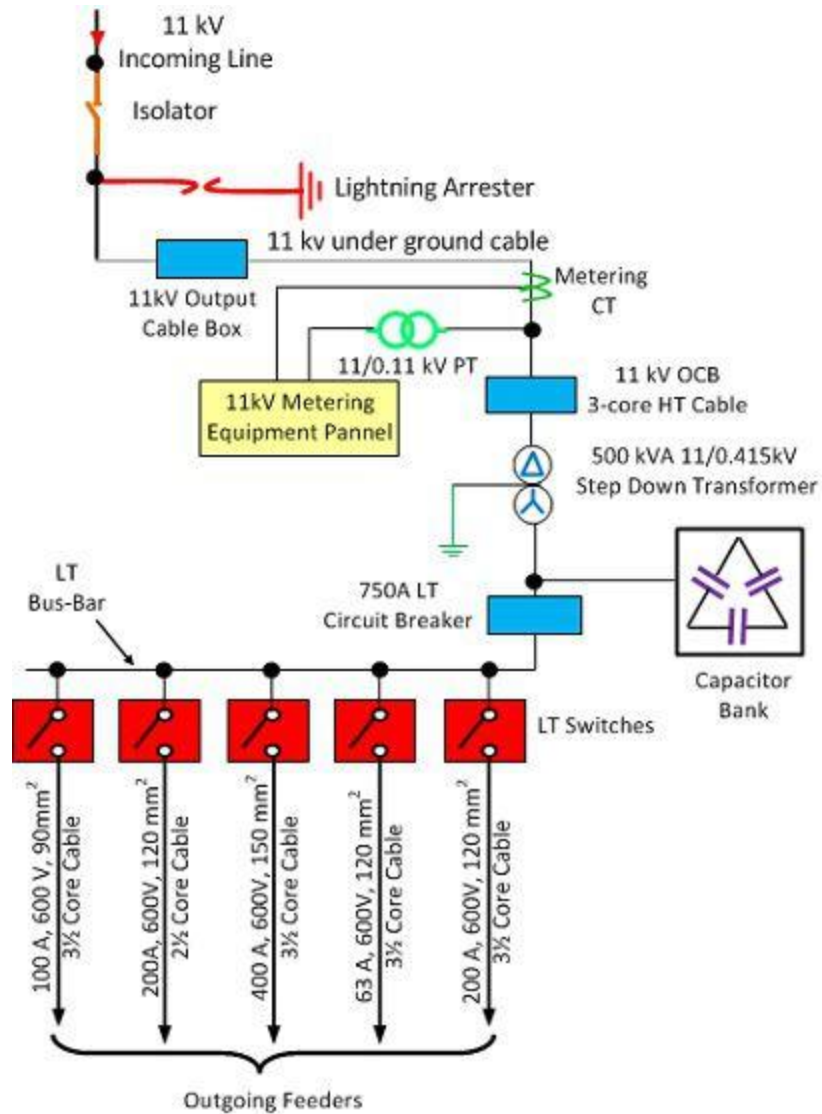 11 kV
Incoming Line
Isolator
Lightning Arrester
11 kv under ground cable
11kV Output
Cable Box
Metering
CT
11/0.11 kV PT
11kV Metering
Equipment Pannel
11 kV OCB
3-core HT Cable
500 kVA 11/0.415kV
Step Down Transformer
LT
Bus-Bar
750A LT
Circuit Breaker
Capacitor
Bank
LT Switches
100 A, 600 V, 90mm²
3½ Core Cable
200A, 600V, 120 mm²
2½ Core Cable
400 A, 600V, 150 mm²
3½ Core Cable
63 A, 600V, 120 mm²
3½ Core Cable
200 A, 600V, 120 mm²
3½ Core Cable
Outgoing Feeders